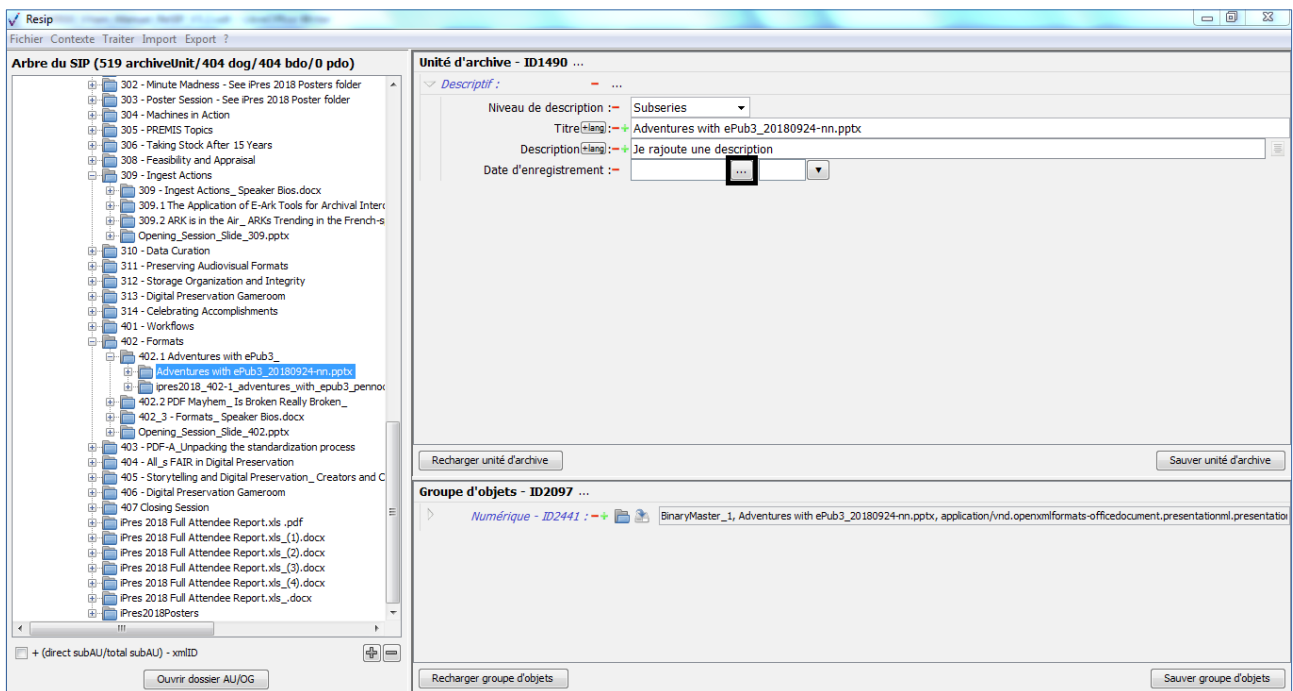 Resip
Fichier Contexte Traiter Import Export ?
Arbre du SIP (519 archiveUnit/404 dog/404 bdo/0 pdo)
302 - Minute Madness - See iPres 2018 Posters folder
303 - Poster Session - See iPres 2018 Poster folder
304 - Machines in Action
305 - PREMIS Topics
306 - Taking Stock After 15 Years
308 - Feasibility and Appraisal
309 - Ingest Actions
309 - Ingest Actions_ Speaker Bios.docx
309.1 The Application of E-Ark Tools for Archival Interc
309.2 ARK is in the Air_ ARKs Trending in the French-s
Opening_Session_Slide_309.pptx
310 - Data Curation
311 - Preserving Audiovisual Formats
312 - Storage Organization and Integrity
313 - Digital Preservation Gameroom
314 - Celebrating Accomplishments
401 - Workflows
402 - Formats
402.1 Adventures with ePub3_
Adventures with ePub3_20180924-nn.pptx
ipres2018_402-1_adventures_with_epub3_pennoc
402.2 PDF Mayhem_ Is Broken Really Broken_
402_3 - Formats_ Speaker Bios.docx
Opening_Session_Slide_402.pptx
403 - PDF-A_Unpacking the standardization process
404 - All_s FAIR in Digital Preservation
405 - Storytelling and Digital Preservation_ Creators and C
406 - Digital Preservation Gameroom
407 Closing Session
iPres 2018 Full Attendee Report.xls .pdf
iPres 2018 Full Attendee Report.xls_(1).docx
iPres 2018 Full Attendee Report.xls_(2).docx
iPres 2018 Full Attendee Report.xls_(3).docx
iPres 2018 Full Attendee Report.xls_(4).docx
iPres 2018 Full Attendee Report.xls_.docx
iPres2018Posters
+ (direct subAU/total subAU) - xmlID
Ouvrir dossier AU/OG
Unité d'archive - ID1490 ...
Descriptif : − ...
Niveau de description :− Subseries
Titre +lang :−+ Adventures with ePub3_20180924-nn.pptx
Description +lang :−+ Je rajoute une description
Date d'enregistrement :− ...
Recharger unité d'archive Sauver unité d'archive
Groupe d'objets - ID2097 ...
Numérique - ID2441 : −+ BinaryMaster_1, Adventures with ePub3_20180924-nn.pptx, application/vnd.openxmlformats-officedocument.presentationml.presentation
Recharger groupe d'objets Sauver groupe d'objets